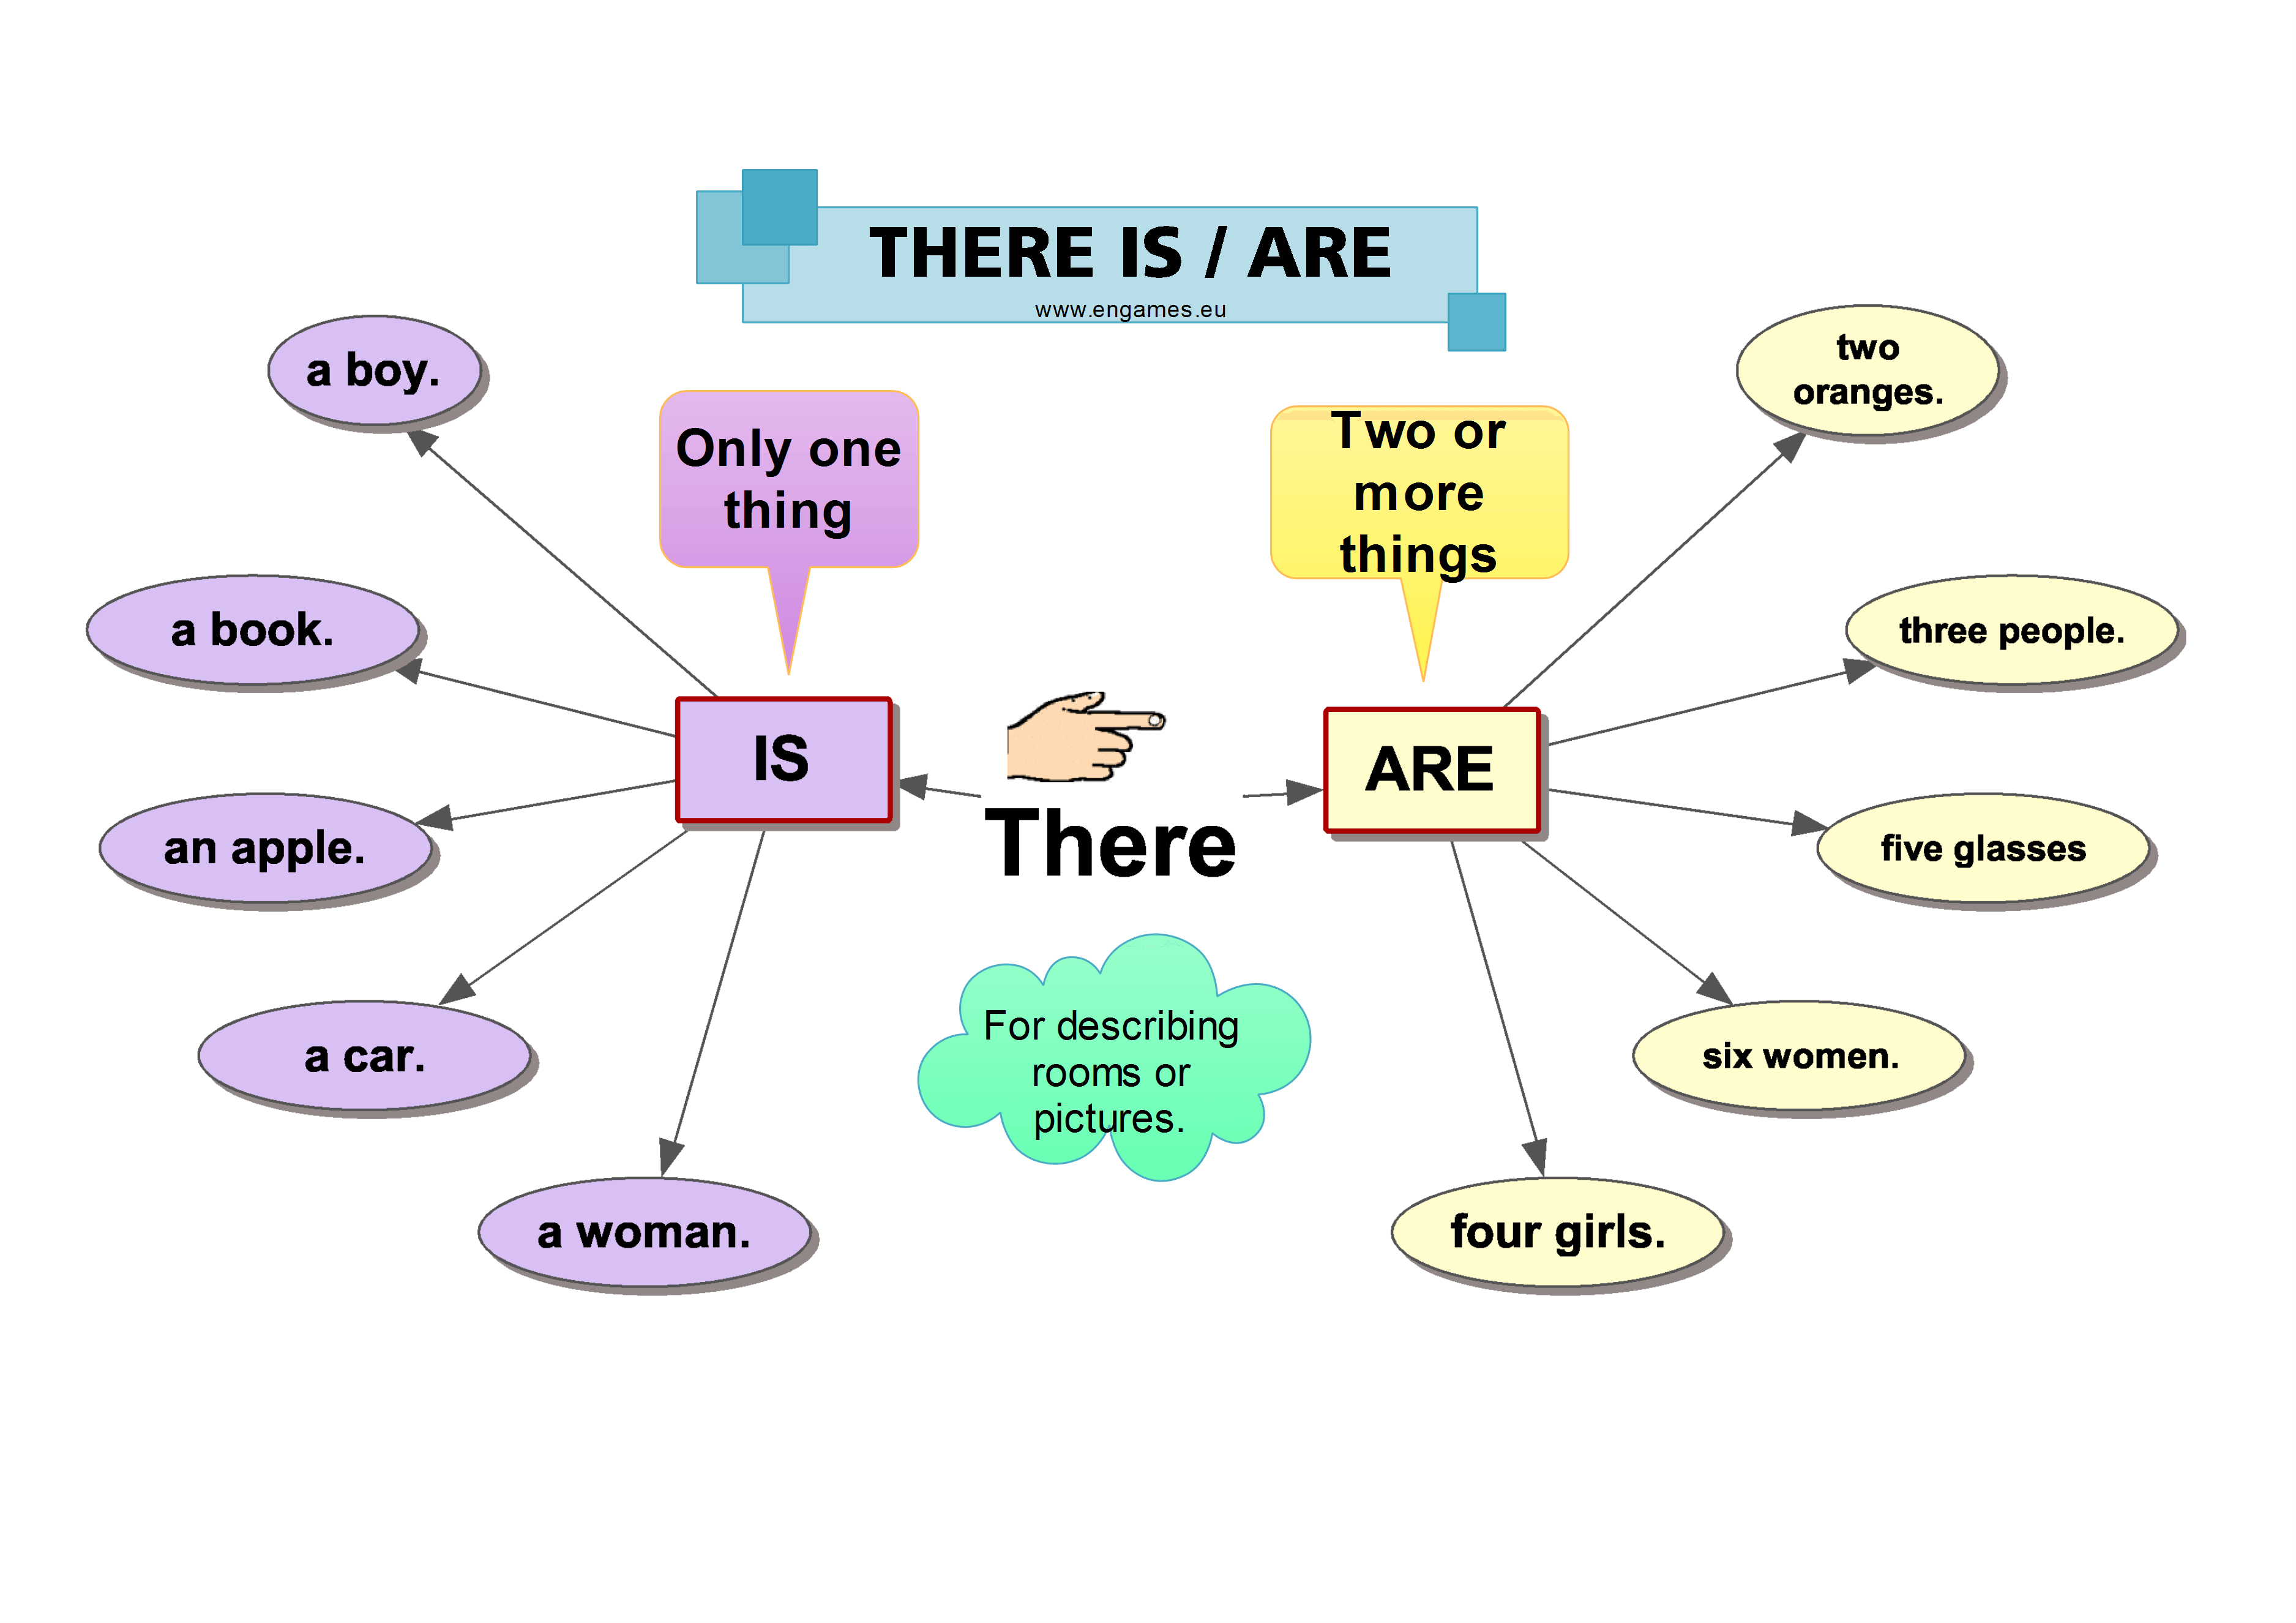 THERE IS / ARE
www.engames.eu
a boy.
Only one
thing
Two or
more
things
two
oranges.
a book.
three people.
IS
ARE
There
an apple.
five glasses
a car.
For describing
rooms or
pictures.
six women.
a woman.
four girls.